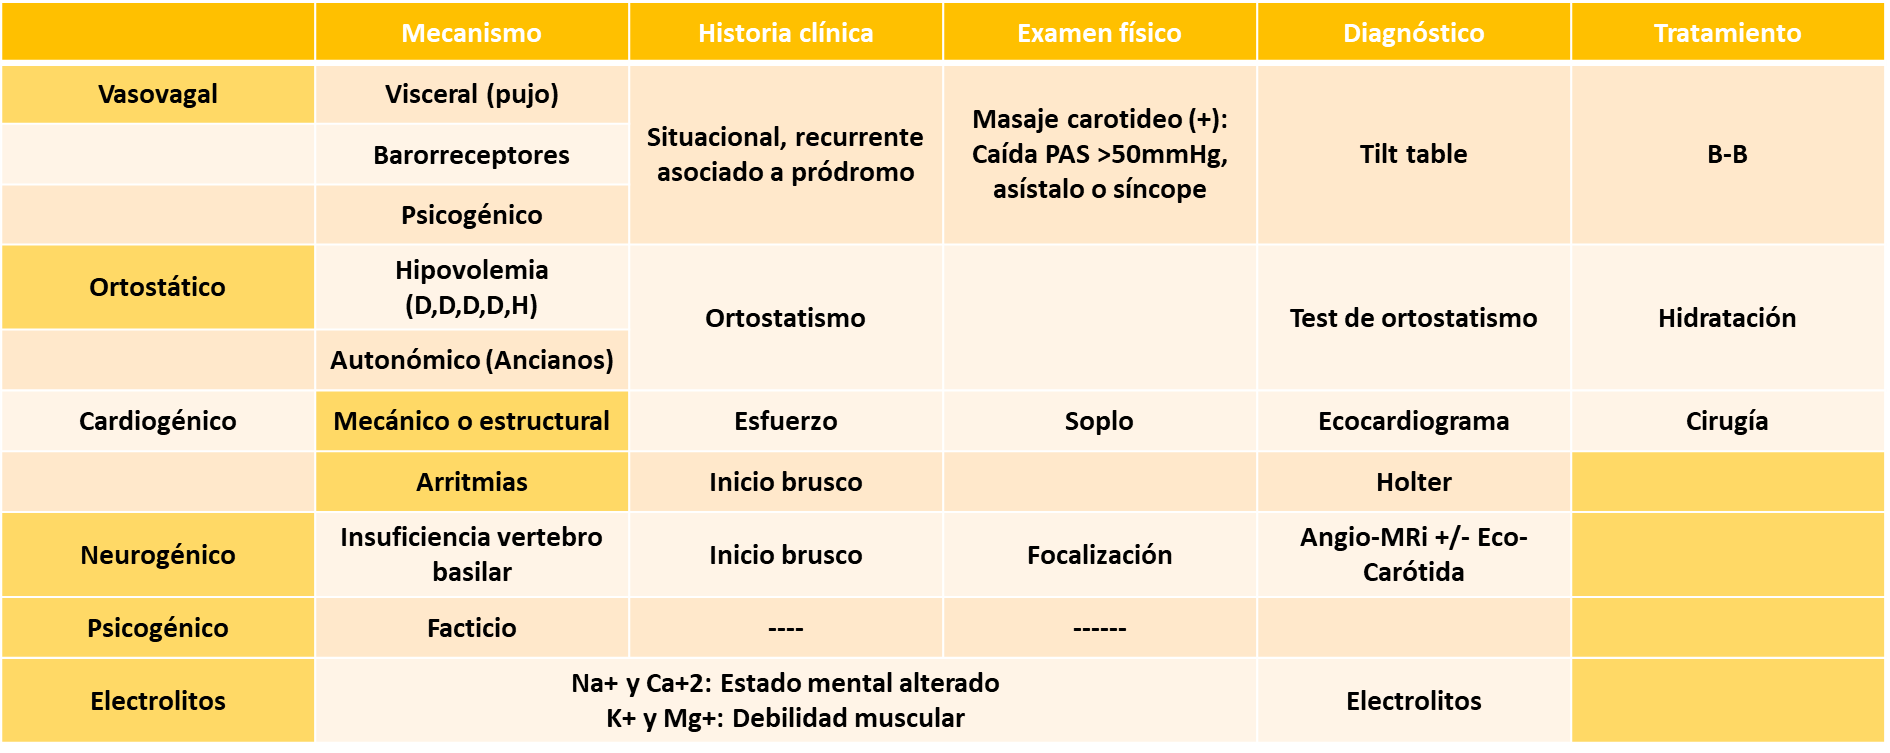 Mecanismo
Historia clínica
Examen físico
Diagnóstico
Tratamiento
Vasovagal
Visceral (pujo)
Barorreceptores
Psicogénico
Situacional, recurrente
asociado a pródromo
Masaje carotideo (+):
Caída PAS >50mmHg,
asístalo o síncope
Tilt table
B-B
Ortostático
Hipovolemia
(D,D,D,D,H)
Autonómico (Ancianos)
Ortostatismo
Test de ortostatismo
Hidratación
Cardiogénico
Mecánico o estructural
Esfuerzo
Soplo
Ecocardiograma
Cirugía
Arritmias
Inicio brusco
Holter
Neurogénico
Insuficiencia vertebro
basilar
Inicio brusco
Focalización
Angio-MRi +/- Eco-
Carótida
Psicogénico
Facticio
----
------
Electrolitos
Na+ y Ca+2: Estado mental alterado
K+ y Mg+: Debilidad muscular
Electrolitos